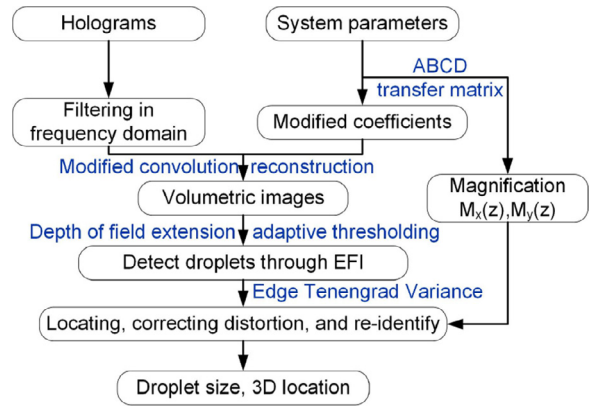 Holograms
System parameters
ABCD
transfer matrix
Filtering in
frequency domain
Modified coefficients
Modified convolution reconstruction
Volumetric images
Magnification
Mx(z),My(z)
Depth of field extension adaptive thresholding
Detect droplets through EFI
Edge Tenengrad Variance
Locating, correcting distortion, and re-identify
Droplet size, 3D location